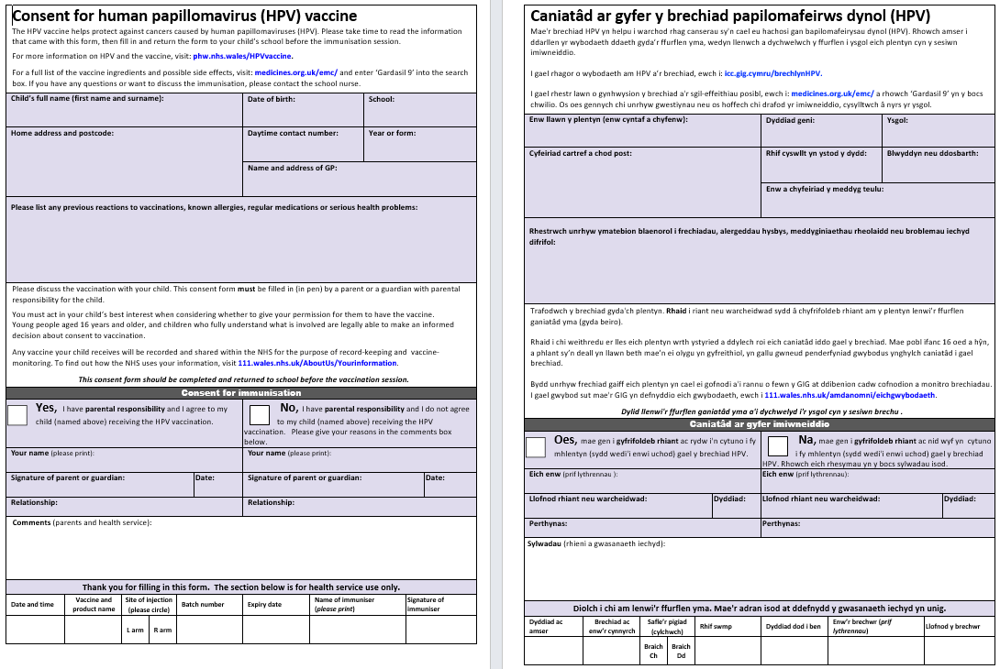 Consent for human papillomavirus (HPV) vaccine
The HPV vaccine helps protect against cancers caused by human papillomaviruses (HPV). Please take time to read the information
that came with this form, then fill in and return the form to your child's school before the immunisation session.
For more information on HPV and the vaccine, visit: phw.nhs.wales/HPVvaccine.
For a full list of the vaccine ingredients and possible side effects, visit: medicines.org.uk/emc/ and enter 'Gardasil 9' into the search
box. If you have any questions or want to discuss the immunisation, please contact the school nurse.
Child's full name (first name and surname):
Date of birth:
School:
Home address and postcode:
Daytime contact number:
Year or form:
Name and address of GP:
Please list any previous reactions to vaccinations, known allergies, regular medications or serious health problems:
Please discuss the vaccination with your child. This consent form must be filled in (in pen) by a parent or a guardian with parental
responsibility for the child.
You must act in your child's best interest when considering whether to give your permission for them to have the vaccine.
Young people aged 16 years and older, and children who fully understand what is involved are legally able to make an informed
decision about consent to vaccination.
Any vaccine your child receives will be recorded and shared within the NHS for the purpose of record-keeping and vaccine-
monitoring. To find out how the NHS uses your information, visit 111.wales.nhs.uk/AboutUs/Yourinformation.
This consent form should be completed and returned to school before the vaccination session.
Consent for immunisation
Yes, I have parental responsibility and I agree to my
child (named above) receiving the HPV vaccination.
No, I have parental responsibility and I do not agree
to my child (named above) receiving the HPV
vaccination. Please give your reasons in the comments box
below.
Your name (please print):
Your name (please print):
Signature of parent or guardian:
Date:
Signature of parent or guardian:
Date:
Relationship:
Relationship:
Comments (parents and health service):
Thank you for filling in this form. The section below is for health service use only.
Date and time
Vaccine and
product name
Site of injection
(please circle)
Batch number
Expiry date
Name of immuniser
(please print)
Signature of
immuniser
L arm
R arm
Caniatâd ar gyfer y brechiad papilomafeirws dynol (HPV)
Mae'r brechiad HPV yn helpu i warchod rhag canserau sy'n cael eu hachosi gan bapilomafeirysau dynol (HPV). Rhowch amser i
ddarllen yr wybodaeth ddaeth gyda'r ffurflen yma, wedyn llenwch a dychwelwch y ffurflen i ysgol eich plentyn cyn y sesiwn
imiwneiddio.
I gael rhagor o wybodaeth am HPV a'r brechiad, ewch i: icc.gig.cymru/brechlynHPV.
I gael rhestr lawn o gynhwysion y brechiad a'r sgil-effeithiau posibl, ewch i: medicines.org.uk/emc/ a rhowch 'Gardasil 9' yn y bocs
chwilio. Os oes gennych chi unrhyw gwestiynau neu os hoffech chi drafod yr imiwneiddio, cysylltwch â nyrs yr ysgol.
Enw llawn y plentyn (enw cyntaf a chyfenw):
Dyddiad geni:
Ysgol:
Cyfeiriad cartref a chod post:
Rhif cyswllt yn ystod y dydd:
Blwyddyn neu ddosbarth:
Enw a chyfeiriad y meddyg teulu:
Rhestrwch unrhyw ymatebion blaenorol i frechiadau, alergeddau hysbys, meddyginiaethau rheolaidd neu broblemau iechyd
difrifol:
Trafodwch y brechiad gyda'ch plentyn. Rhaid i riant neu warcheidwad sydd â chyfrifoldeb rhiant am y plentyn lenwi'r ffurflen
ganiatâd yma (gyda beiro).
Rhaid i chi weithredu er lles eich plentyn wrth ystyried a ddylech roi eich caniatâd iddo gael y brechiad. Mae pobl ifanc 16 oed a hŷn,
a phlant sy'n deall yn llawn beth mae'n ei olygu yn gyfreithiol, yn gallu gwneud penderfyniad gwybodus ynghylch caniatâd i gael
brechiad.
Bydd unrhyw frechiad gaiff eich plentyn yn cael ei gofnodi a'i rannu o fewn y GIG at ddibenion cadw cofnodion a monitro brechiadau.
I gael gwybod sut mae'r GIG yn defnyddio eich gwybodaeth, ewch i 111.wales.nhs.uk/amdanomni/eichgwybodaeth.
Dylid llenwi'r ffurflen ganiatâd yma a'i dychwelyd i'r ysgol cyn y sesiwn brechu .
Caniatâd ar gyfer imiwneiddio
Oes, mae gen i gyfrifoldeb rhiant ac rydw i'n cytuno i fy
mhlentyn (sydd wedi'i enwi uchod) gael y brechiad HPV.
Na, mae gen i gyfrifoldeb rhiant ac nid wyf yn cytuno
i fy mhlentyn (sydd wedi'i enwi uchod) gael y brechiad
HPV. Rhowch eich rhesymau yn y bocs sylwadau isod.
Eich enw (prif lythrennau ):
Eich enw (prif lythrennau):
Llofnod rhiant neu warcheidwad:
Dyddiad:
Llofnod rhiant neu warcheidwad:
Dyddiad:
Perthynas:
Perthynas:
Sylwadau (rhieni a gwasanaeth iechyd):
Diolch i chi am lenwi'r ffurflen yma. Mae'r adran isod at ddefnydd y gwasanaeth iechyd yn unig.
Dyddiad ac
amser
Brechiad ac
enw'r cynnyrch
Safle'r pigiad
(cylchwch)
Rhif swmp
Dyddiad dod i ben
Enw'r brechwr (prif
lythrennau)
Llofnod y brechwr
Braich
Ch
Braich
Dd